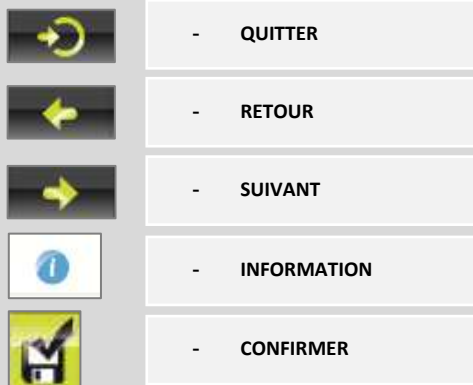 - QUITTER
- RETOUR
- SUIVANT
i - INFORMATION
- CONFIRMER